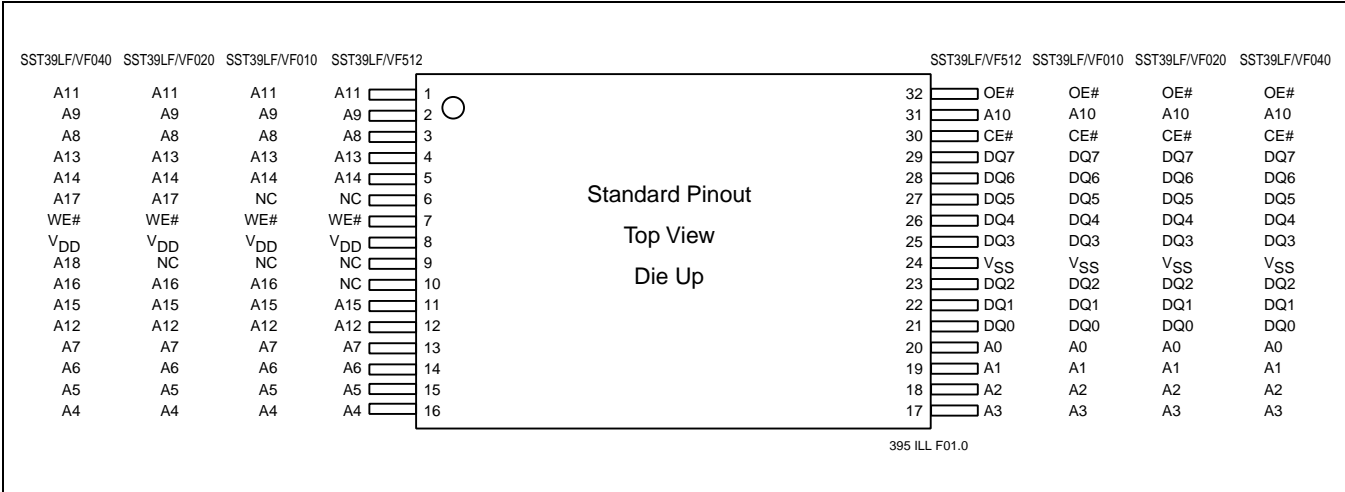 SST39LF/VF040 SST39LF/VF020 SST39LF/VF010 SST39LF/VF512 SST39LF/VF512 SST39LF/VF010 SST39LF/VF020 SST39LF/VF040
A11 A11 A11 A11 1 32 OE# OE# OE# OE#
A9 A9 A9 A9 2 31 A10 A10 A10 A10
A8 A8 A8 A8 3 30 CE# CE# CE# CE#
A13 A13 A13 A13 4 29 DQ7 DQ7 DQ7 DQ7
A14 A14 A14 A14 5 28 DQ6 DQ6 DQ6 DQ6
A17 A17 NC NC 6 Standard Pinout 27 DQ5 DQ5 DQ5 DQ5
WE# WE# WE# WE# 7 26 DQ4 DQ4 DQ4 DQ4
VDD VDD VDD VDD 8 Top View 25 DQ3 DQ3 DQ3 DQ3
A18 NC NC NC 9 24 VSS VSS VSS VSS
A16 A16 A16 NC 10 Die Up 23 DQ2 DQ2 DQ2 DQ2
A15 A15 A15 A15 11 22 DQ1 DQ1 DQ1 DQ1
A12 A12 A12 A12 12 21 DQ0 DQ0 DQ0 DQ0
A7 A7 A7 A7 13 20 A0 A0 A0 A0
A6 A6 A6 A6 14 19 A1 A1 A1 A1
A5 A5 A5 A5 15 18 A2 A2 A2 A2
A4 A4 A4 A4 16 17 A3 A3 A3 A3
395 ILL F01.0